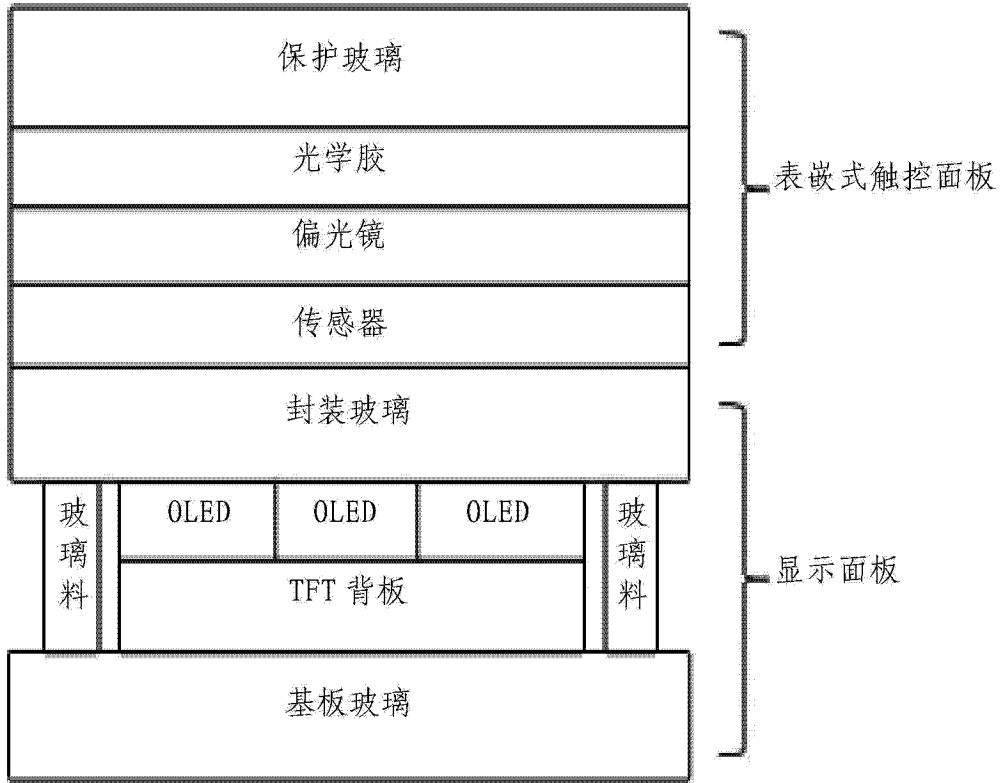 保护玻璃
光学胶
表嵌式触控面板
偏光镜
传感器
封装玻璃
玻璃料
OLED
OLED
OLED
玻璃料
TFT 背板
显示面板
基板玻璃